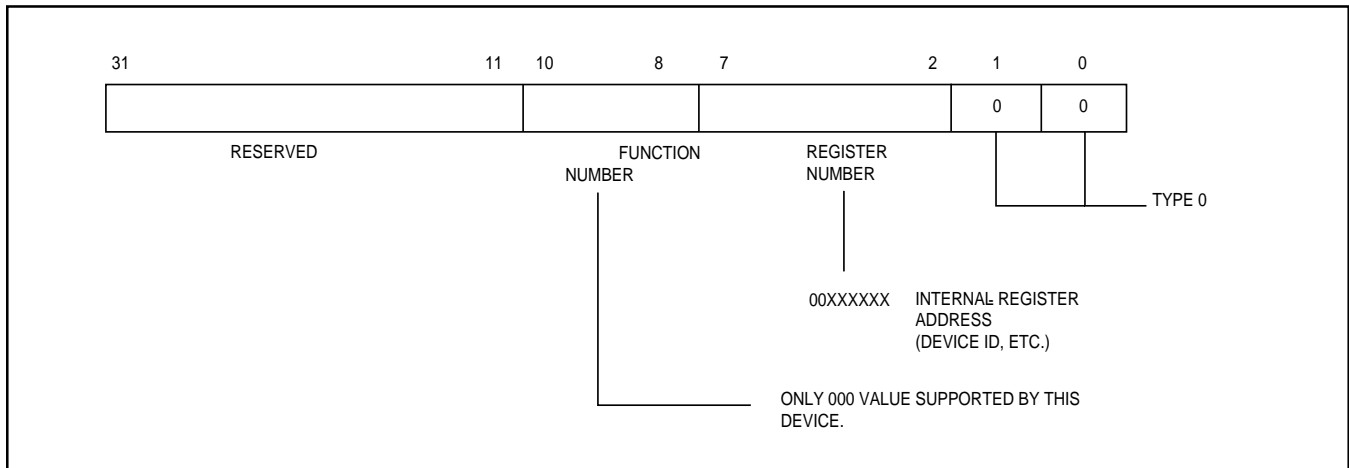 31 11 10 8 7 2 1 0
0 0
RESERVED FUNCTION NUMBER
REGISTER NUMBER
TYPE 0
00XXXXXX INTERNAL REGISTER
ADDRESS
(DEVICE ID, ETC.)
ONLY 000 VALUE SUPPORTED BY THIS
DEVICE.